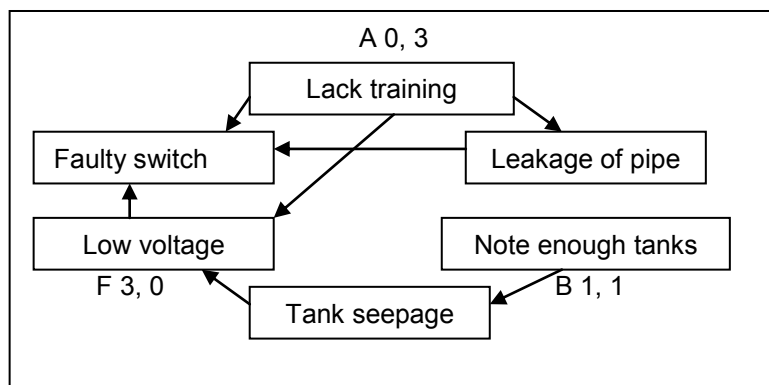 A 0, 3
Lack training
Faulty switch
Leakage of pipe
Low voltage
Note enough tanks
F 3, 0
B 1, 1
Tank seepage